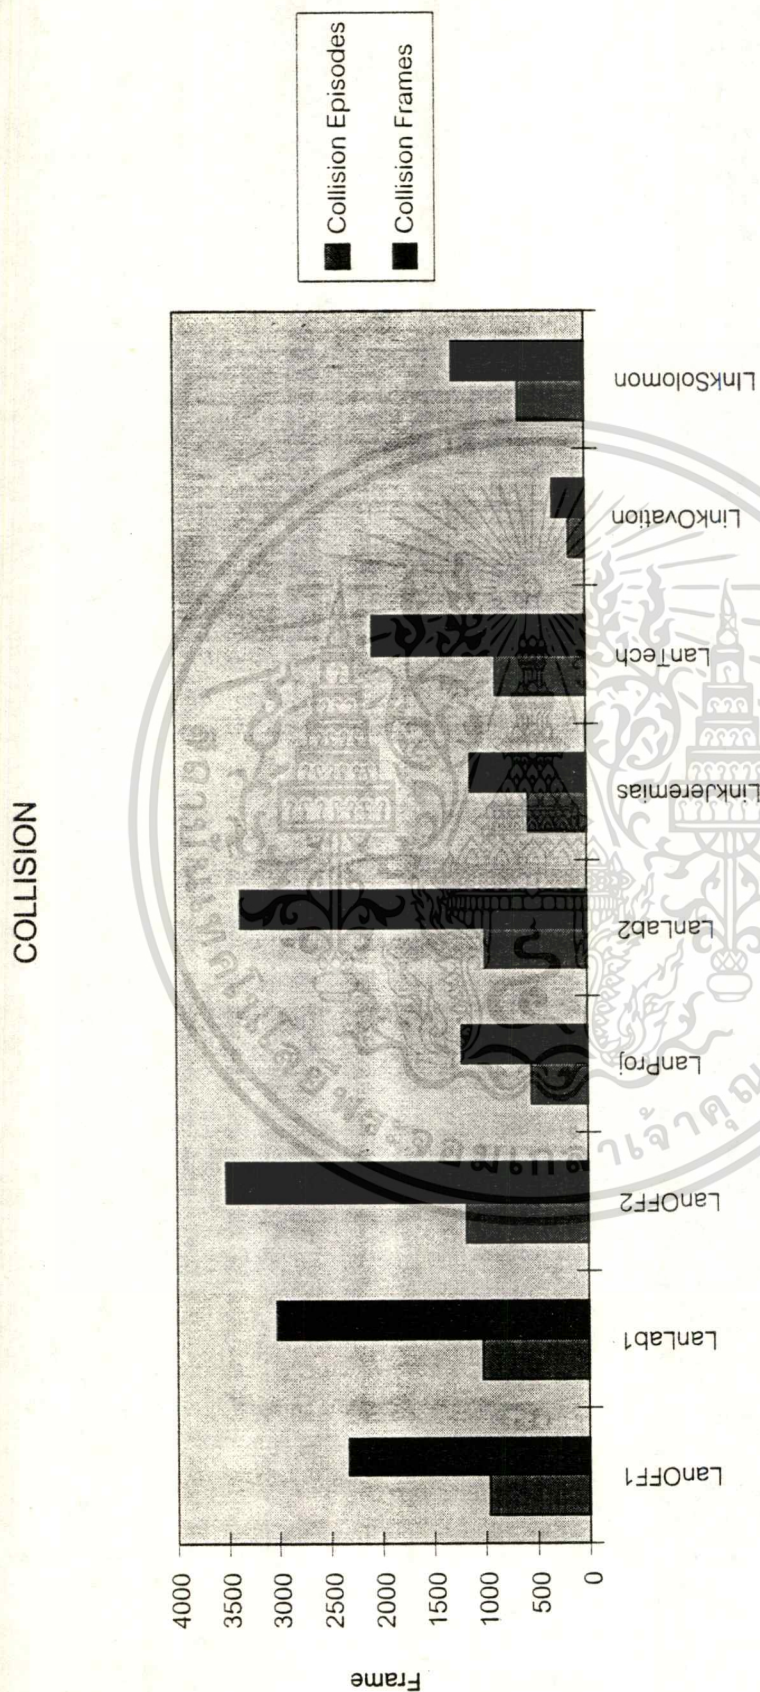 COLLISION
Collision Episodes
Collision Frames
Frame
4000
3500
3000
2500
2000
1500
1000
500
0
LanOFF1
LanLab1
LanOFF2
LanProj
LanLab2
LinkJeremias
LanTech
LinkOvation
LInkSolomon